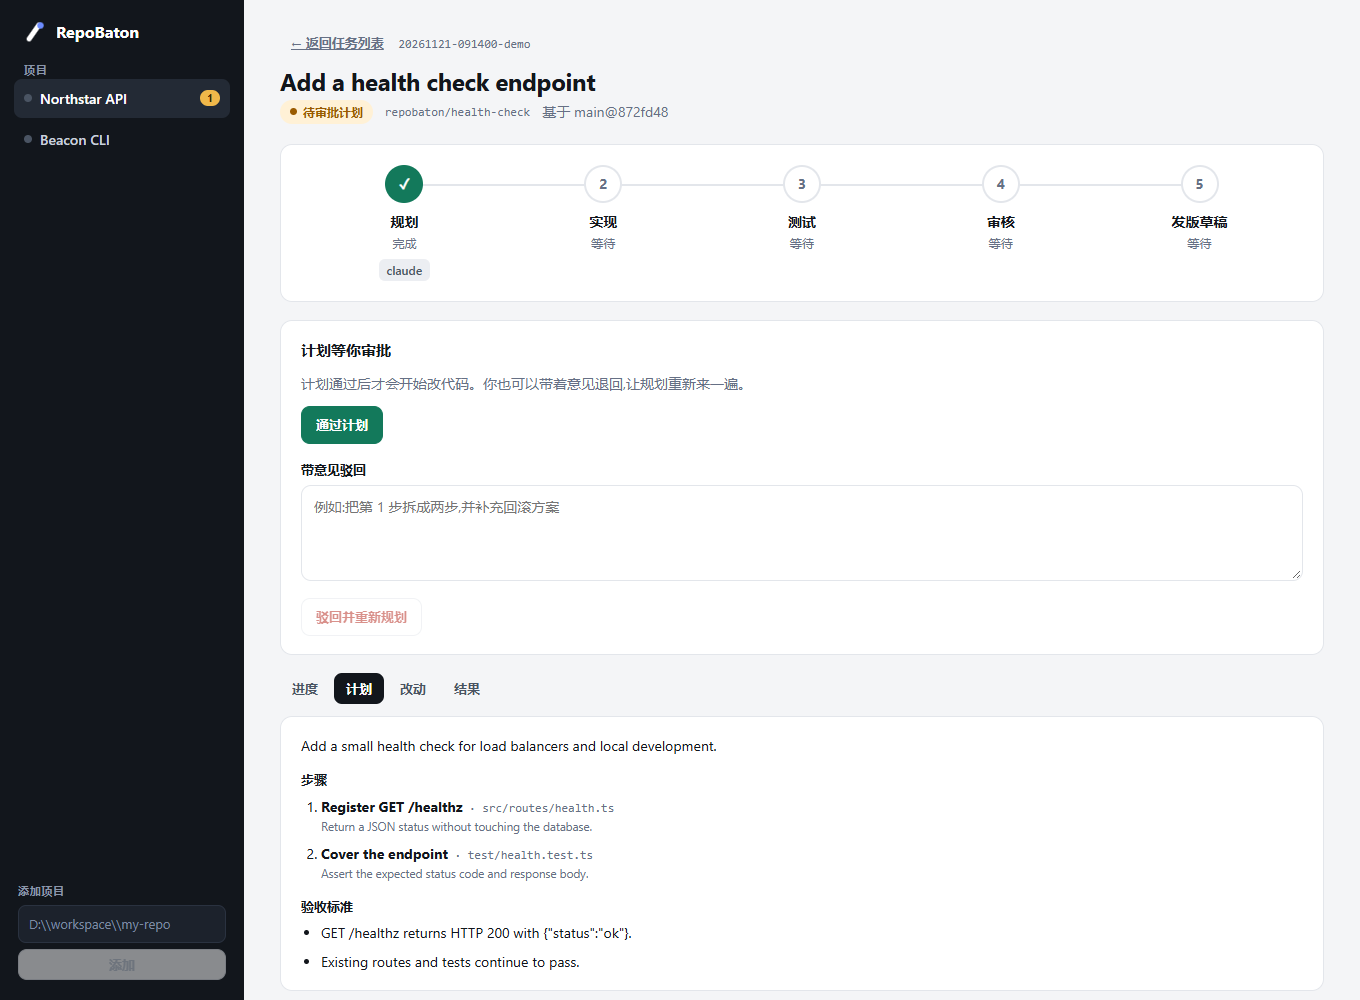 RepoBaton
项目
Northstar API
1
Beacon CLI
添加项目
D:\\workspace\\my-repo
添加
← 返回任务列表
20261121-091400-demo
Add a health check endpoint
待审批计划
repobaton/health-check
基于 main@872fd48
✓
规划
完成
claude
2
实现
等待
3
测试
等待
4
审核
等待
5
发版草稿
等待
计划等你审批
计划通过后才会开始改代码。你也可以带着意见退回,让规划重新来一遍。
通过计划
带意见驳回
例如:把第 1 步拆成两步,并补充回滚方案
驳回并重新规划
进度
计划
改动
结果
Add a small health check for load balancers and local development.
步骤
1. Register GET /healthz · src/routes/health.ts
Return a JSON status without touching the database.
2. Cover the endpoint · test/health.test.ts
Assert the expected status code and response body.
验收标准
• GET /healthz returns HTTP 200 with {"status":"ok"}.
• Existing routes and tests continue to pass.